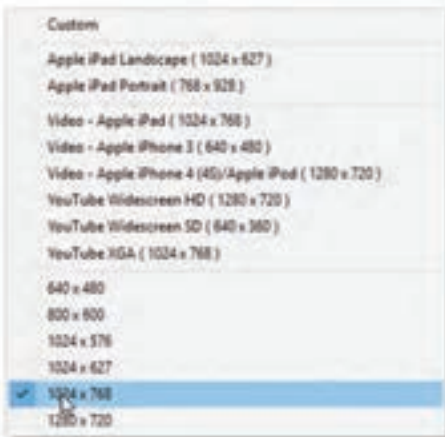 Custom
Apple iPad Landscape ( 1024 x 627 )
Apple iPad Portrait ( 768 x 928 )
Video - Apple iPad ( 1024 x 768 )
Video - Apple iPhone 3 ( 640 x 480 )
Video - Apple iPhone 4 (4S)/Apple iPod ( 1280 x 720 )
YouTube Widescreen HD ( 1280 x 720 )
YouTube Widescreen SD ( 640 x 360 )
YouTube XGA ( 1024 x 768 )
640 x 480
800 x 600
1024 x 576
1024 x 627
1024 x 768
1280 x 720